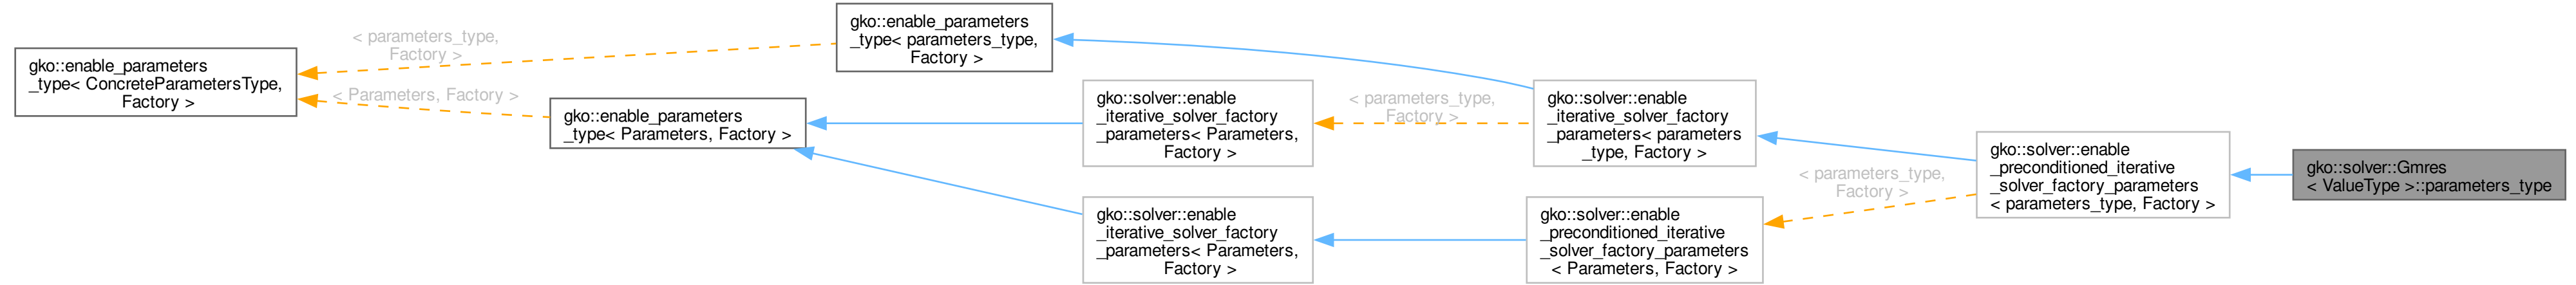 gko::enable_parameters
_type< ConcreteParametersType,
Factory >
< parameters_type,
Factory >
< Parameters, Factory >
gko::enable_parameters
_type< parameters_type,
Factory >
gko::enable_parameters
_type< Parameters, Factory >
gko::solver::enable
_iterative_solver_factory
_parameters< Parameters,
Factory >
gko::solver::enable
_iterative_solver_factory
_parameters< Parameters,
Factory >
< parameters_type,
Factory >
gko::solver::enable
_iterative_solver_factory
_parameters< parameters
_type, Factory >
gko::solver::enable
_preconditioned_iterative
_solver_factory_parameters
< Parameters, Factory >
< parameters_type,
Factory >
gko::solver::enable
_preconditioned_iterative
_solver_factory_parameters
< parameters_type, Factory >
gko::solver::Gmres
< ValueType >::parameters_type